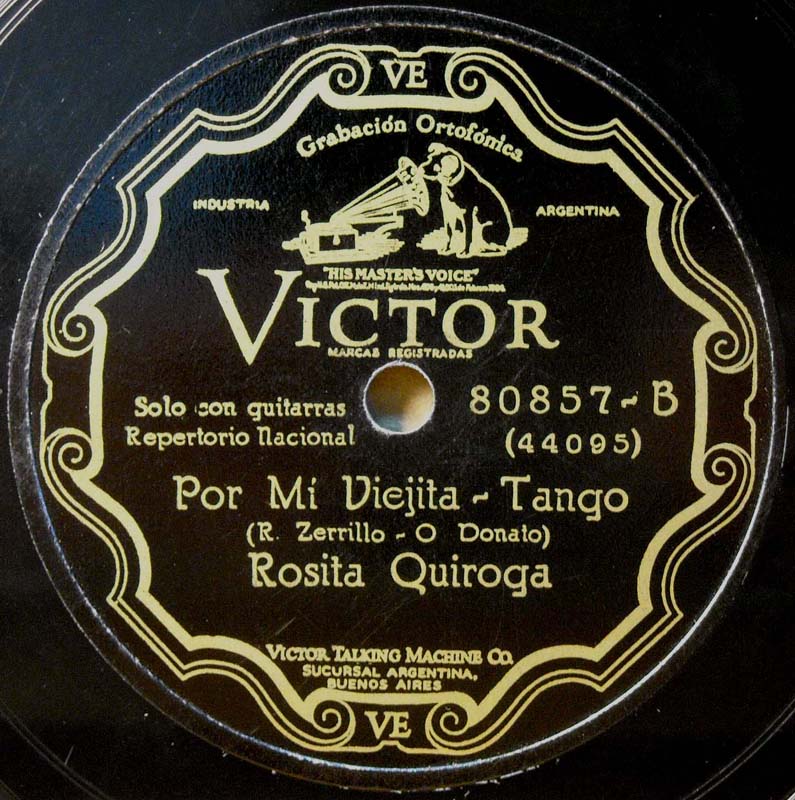 VE
Grabación Ortofónica
INDUSTRIA
ARGENTINA
"HIS MASTER'S VOICE"
VICTOR
MARCAS REGISTRADAS
Solo con guitarras
Repertorio Nacional
80857-B
(44095)
Por Mí Viejita - Tango
(R. Zerrillo - O Donato)
Rosita Quiroga
VICTOR TALKING MACHINE CO.
SUCURSAL ARGENTINA,
BUENOS AIRES
VE